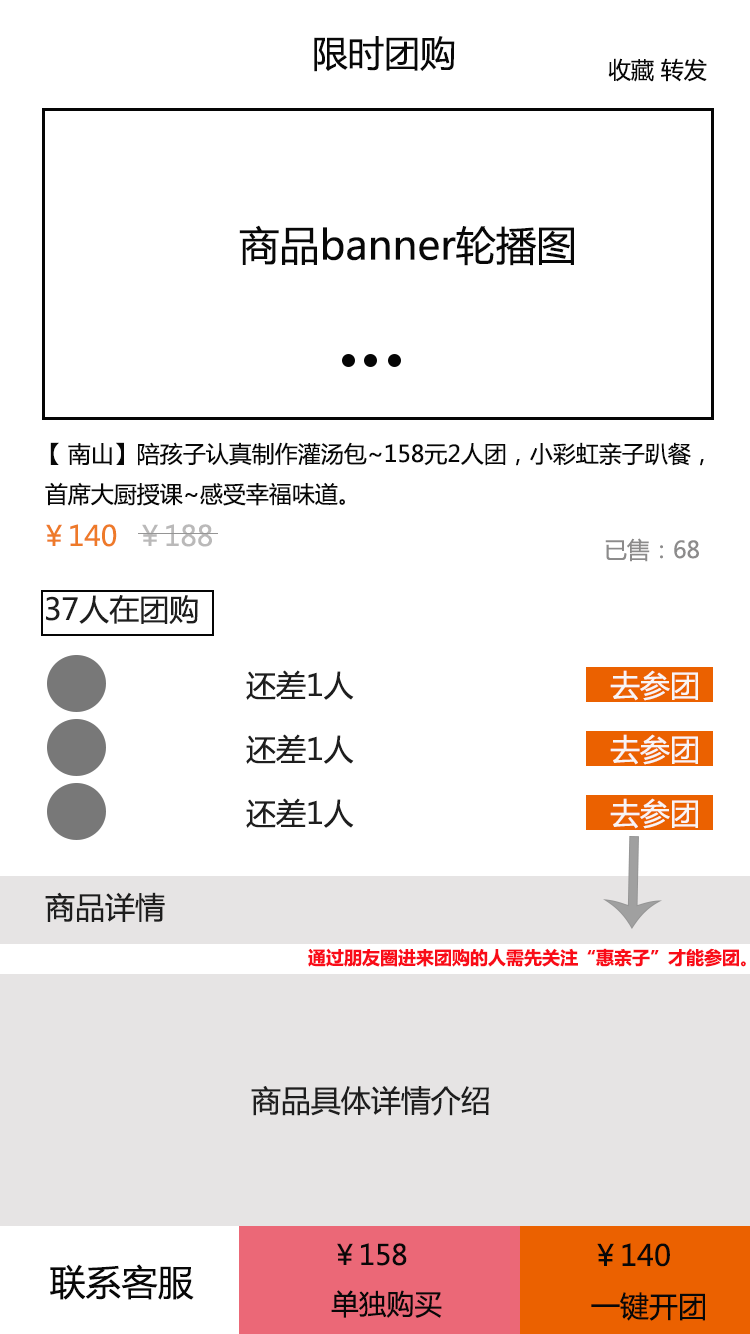 限时团购
收藏 转发
商品banner轮播图
【 南山】陪孩子认真制作灌汤包~158元2人团，小彩虹亲子趴餐，
首席大厨授课~感受幸福味道。
￥140 ￥188
已售：68
37人在团购
还差1人 去参团
还差1人 去参团
还差1人 去参团
商品详情
通过朋友圈进来团购的人需先关注“惠亲子”才能参团。
商品具体详情介绍
￥158 ￥140
联系客服
单独购买 一键开团